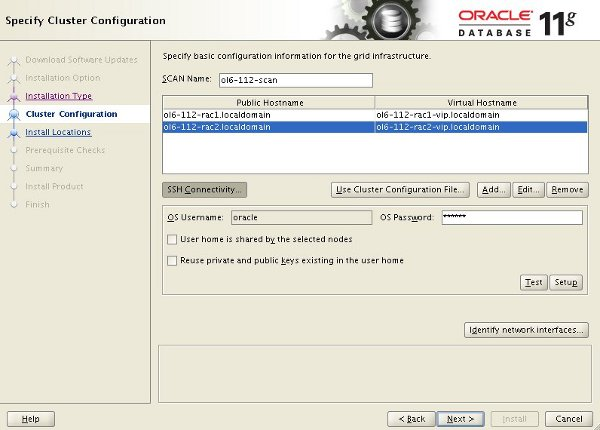 Specify Cluster Configuration
ORACLE
DATABASE 11g
Download Software Updates
Installation Option
Installation Type
Cluster Configuration
Install Locations
Prerequisite Checks
Summary
Install Product
Finish
Specify basic configuration information for the grid infrastructure.
SCAN Name: ol6-112-scan
Public Hostname Virtual Hostname
ol6-112-rac1.localdomain ol6-112-rac1-vip.localdomain
ol6-112-rac2.localdomain ol6-112-rac2-vip.localdomain
SSH Connectivity... Use Cluster Configuration File... Add... Edit... Remove
OS Username: oracle OS Password: ******
User home is shared by the selected nodes
Reuse private and public keys existing in the user home
Test Setup
Identify network interfaces...
Help < Back Next > Install Cancel